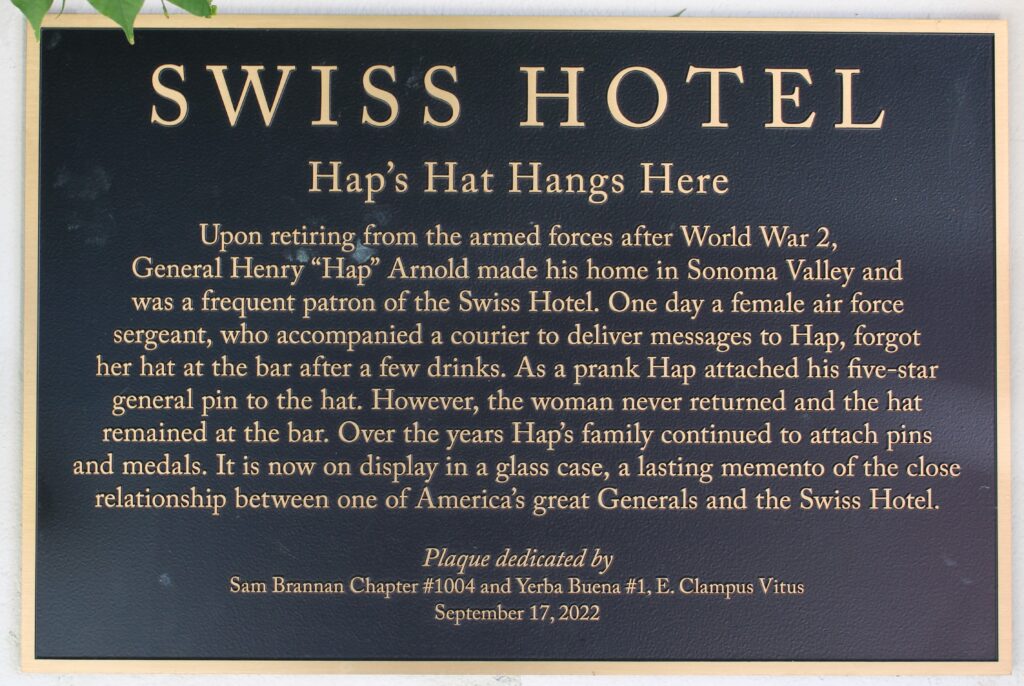 SWISS HOTEL
Hap’s Hat Hangs Here
Upon retiring from the armed forces after World War 2,
General Henry “Hap” Arnold made his home in Sonoma Valley and
was a frequent patron of the Swiss Hotel. One day a female air force
sergeant, who accompanied a courier to deliver messages to Hap, forgot
her hat at the bar after a few drinks. As a prank Hap attached his five-star
general pin to the hat. However, the woman never returned and the hat
remained at the bar. Over the years Hap’s family continued to attach pins
and medals. It is now on display in a glass case, a lasting memento of the close
relationship between one of America’s great Generals and the Swiss Hotel.
Plaque dedicated by
Sam Brannan Chapter #1004 and Yerba Buena #1, E. Clampus Vitus
September 17, 2022